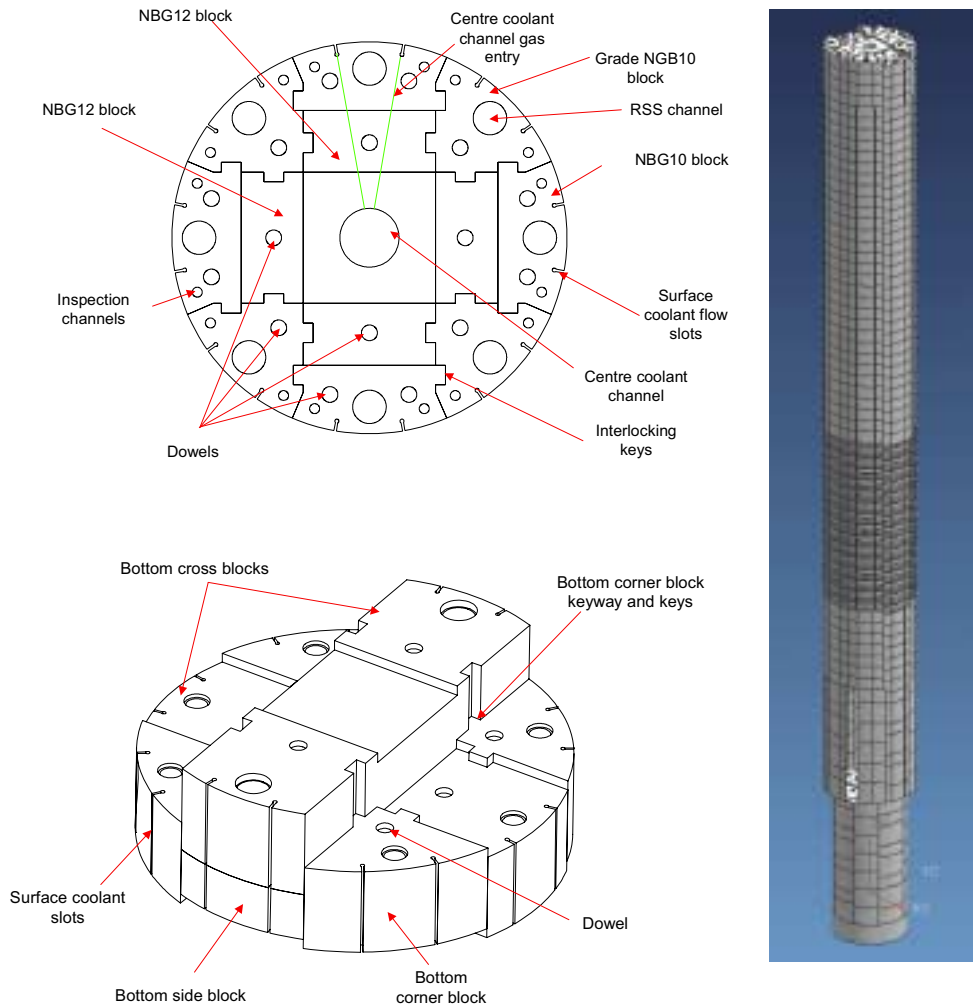 NBG12 block
Centre coolant
channel gas
entry
Grade NGB10
block
NBG12 block
RSS channel
NBG10 block
Inspection
channels
Surface
coolant flow
slots
Centre coolant
channel
Interlocking
keys
Dowels
Bottom cross blocks
Bottom corner block
keyway and keys
Surface coolant
slots
Dowel
Bottom side block
Bottom
corner block